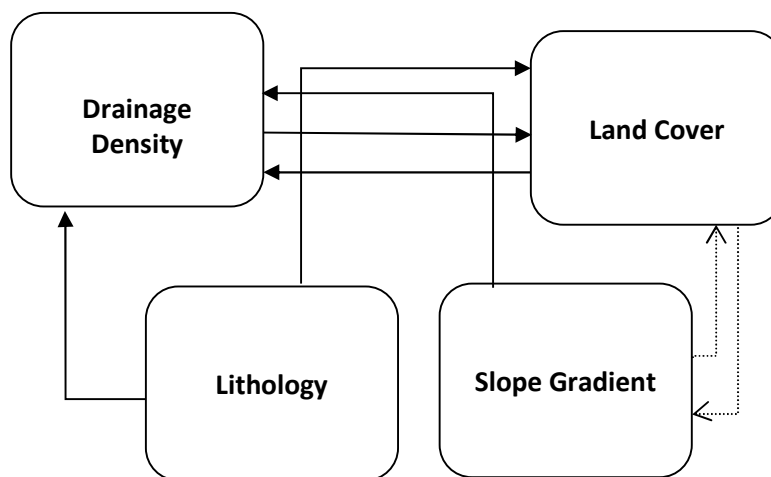 Drainage
Density
Land Cover
Lithology
Slope Gradient